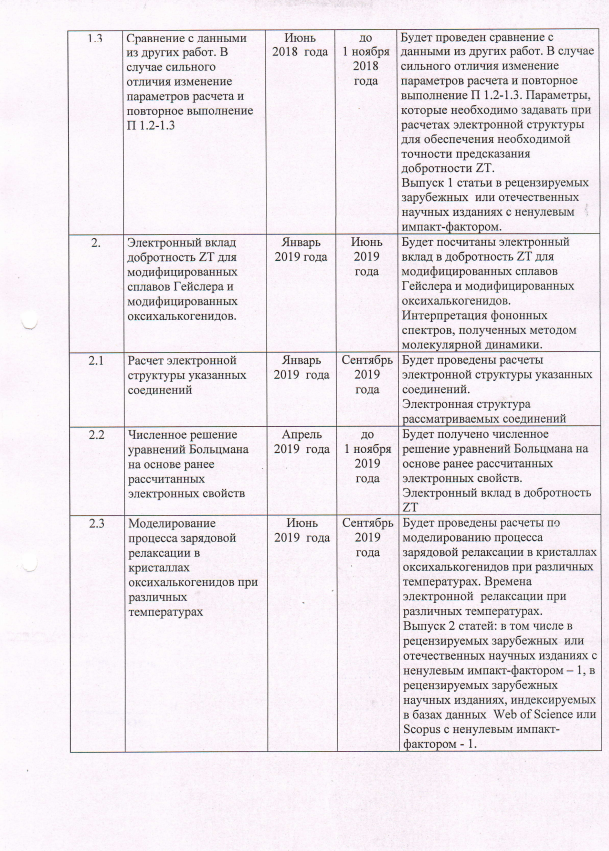 1.3
Сравнение с данными
из других работ. В
случае сильного
отличия изменение
параметров расчета и
повторное выполнение
П 1.2-1.3
Июнь
2018 года
до
1 ноября
2018
года
Будет проведен сравнение с
данными из других работ. В случае
сильного отличия изменение
параметров расчета и повторное
выполнение П 1.2-1.3. Параметры,
которые необходимо задавать при
расчетах электронной структуры
для обеспечения необходимой
точности предсказания
добротности ZT.
Выпуск 1 статьи в рецензируемых
зарубежных или отечественных
научных изданиях с ненулевым
импакт-фактором.
2.
Электронный вклад
добротность ZT для
модифицированных
сплавов Гейслера и
модифицированных
оксихалькогенидов.
Январь
2019 года
Июнь
2019
года
Будет посчитаны электронный
вклад в добротность ZT для
модифицированных сплавов
Гейслера и модифицированных
оксихалькогенидов.
Интерпретация фононных
спектров, полученных методом
молекулярной динамики.
2.1
Расчет электронной
структуры указанных
соединений
Январь
2019 года
Сентябрь
2019
года
Будет проведены расчеты
электронной структуры указанных
соединений.
Электронная структура
рассматриваемых соединений
2.2
Численное решение
уравнений Больцмана
на основе ранее
рассчитанных
электронных свойств
Апрель
2019 года
до
1 ноября
2019
года
Будет получено численное
решение уравнений Больцмана на
основе ранее рассчитанных
электронных свойств.
Электронный вклад в добротность
ZT
2.3
Моделирование
процесса зарядовой
релаксации в
кристаллах
оксихалькогенидов при
различных
температурах
Июнь
2019 года
Сентябрь
2019
года
Будет проведены расчеты по
моделированию процесса
зарядовой релаксации в кристаллах
оксихалькогенидов при различных
температурах. Времена
электронной релаксации при
различных температурах.
Выпуск 2 статей: в том числе в
рецензируемых зарубежных или
отечественных научных изданиях с
ненулевым импакт-фактором – 1, в
рецензируемых зарубежных
научных изданиях, индексируемых
в базах данных Web of Science или
Scopus с ненулевым импакт-
фактором - 1.